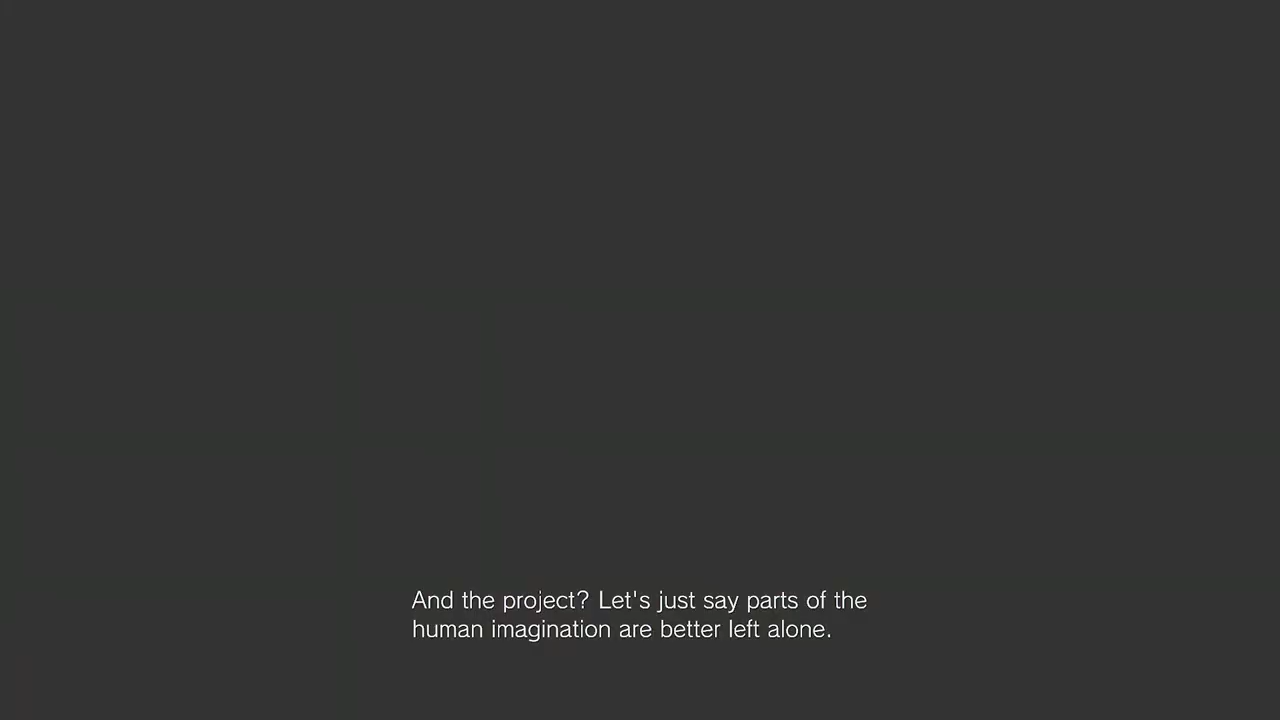 And the project? Let's just say parts of the
human imagination are better left alone.